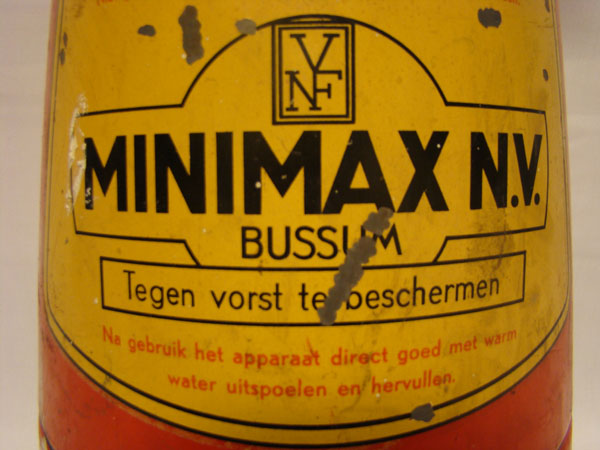 VNF
MINIMAX N.V.
BUSSUM
Tegen vorst te beschermen
Na gebruik het apparaat direct goed met warm
water uitspoelen en hervullen.